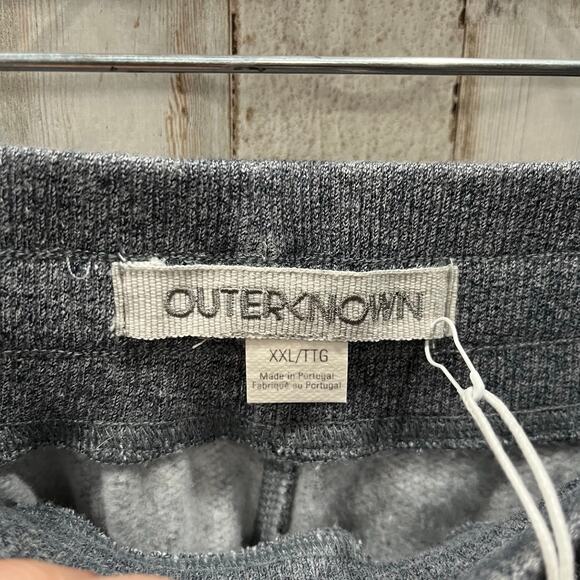 OUTERKNOWN
XXL/TTG
Made in Portugal
Fabriqué au Portugal